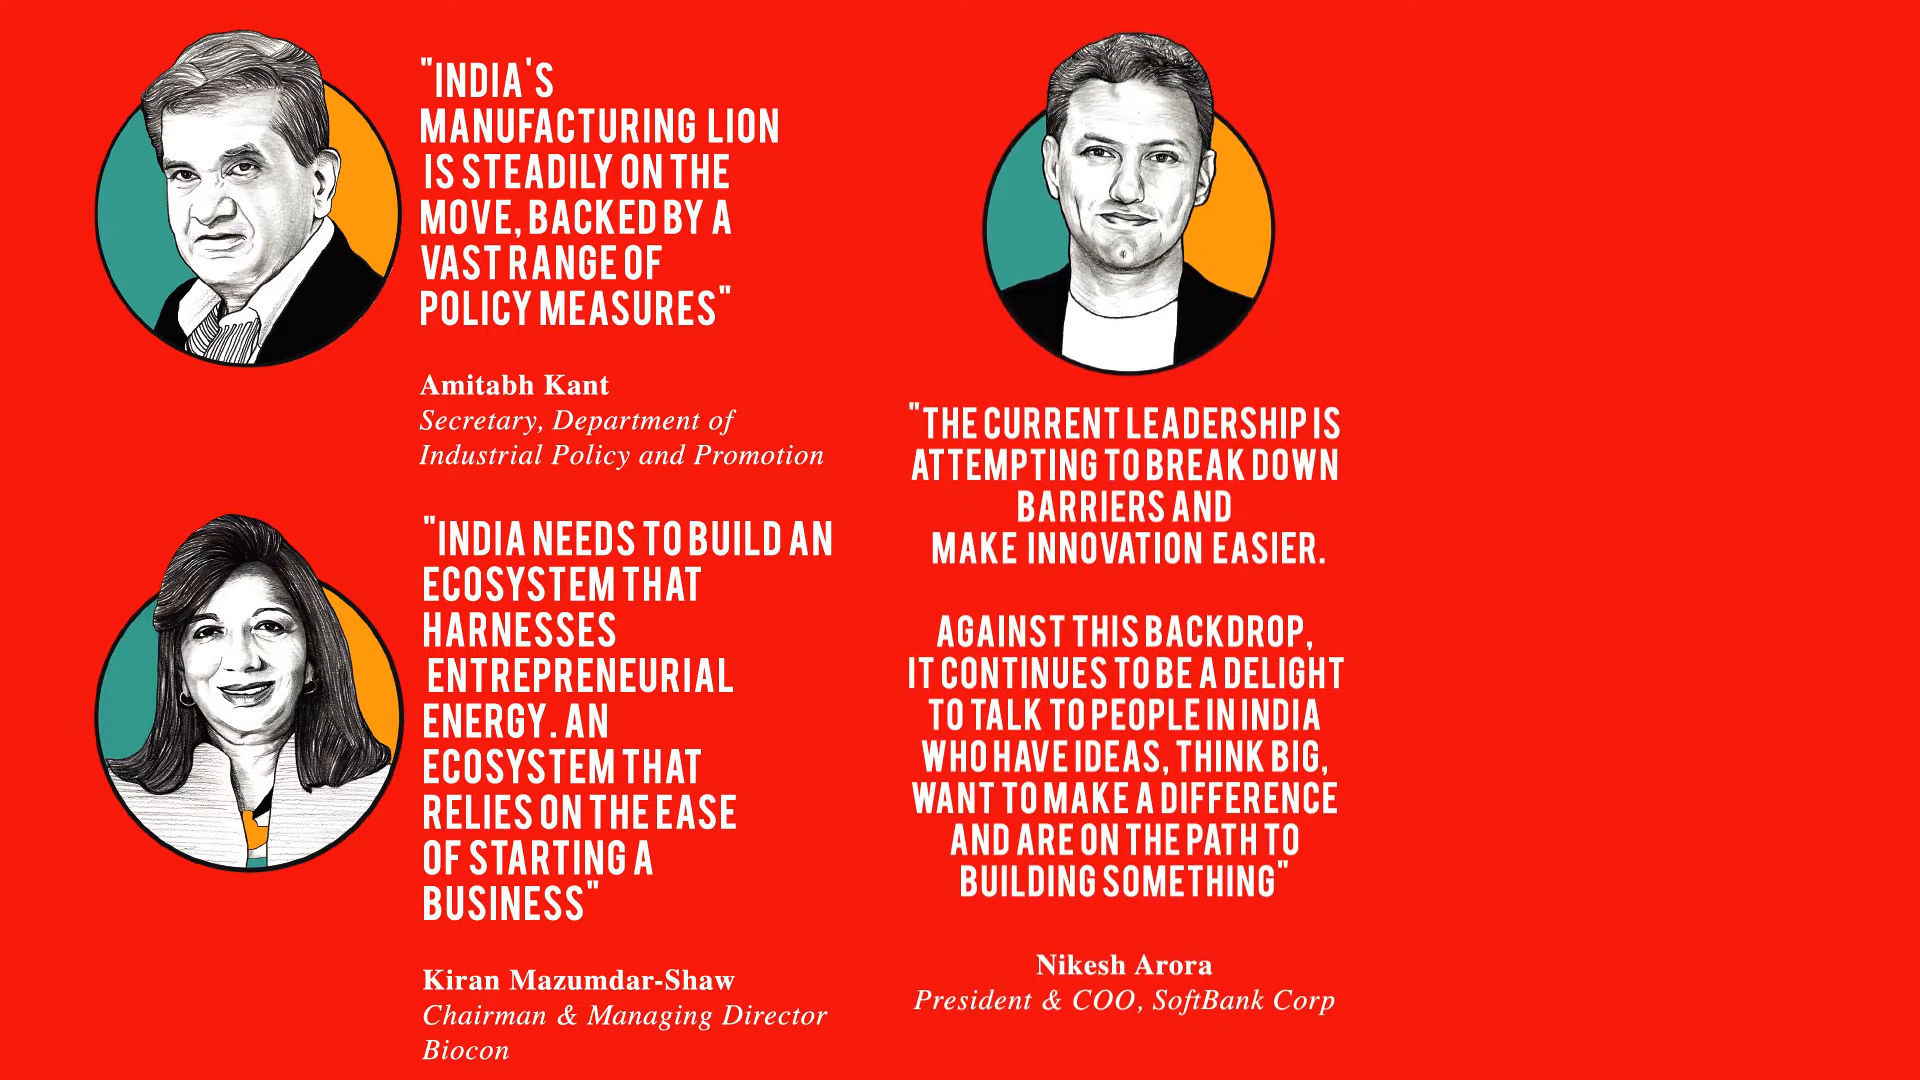 "INDIA'S
MANUFACTURING LION
IS STEADILY ON THE
MOVE, BACKED BY A
VAST RANGE OF
POLICY MEASURES"
Amitabh Kant
Secretary, Department of
Industrial Policy and Promotion
"INDIA NEEDS TO BUILD AN
ECOSYSTEM THAT
HARNESSES
ENTREPRENEURIAL
ENERGY. AN
ECOSYSTEM THAT
RELIES ON THE EASE
OF STARTING A
BUSINESS"
Kiran Mazumdar-Shaw
Chairman & Managing Director
Biocon
"THE CURRENT LEADERSHIP IS
ATTEMPTING TO BREAK DOWN
BARRIERS AND
MAKE INNOVATION EASIER.
AGAINST THIS BACKDROP,
IT CONTINUES TO BE A DELIGHT
TO TALK TO PEOPLE IN INDIA
WHO HAVE IDEAS, THINK BIG,
WANT TO MAKE A DIFFERENCE
AND ARE ON THE PATH TO
BUILDING SOMETHING"
Nikesh Arora
President & COO, SoftBank Corp